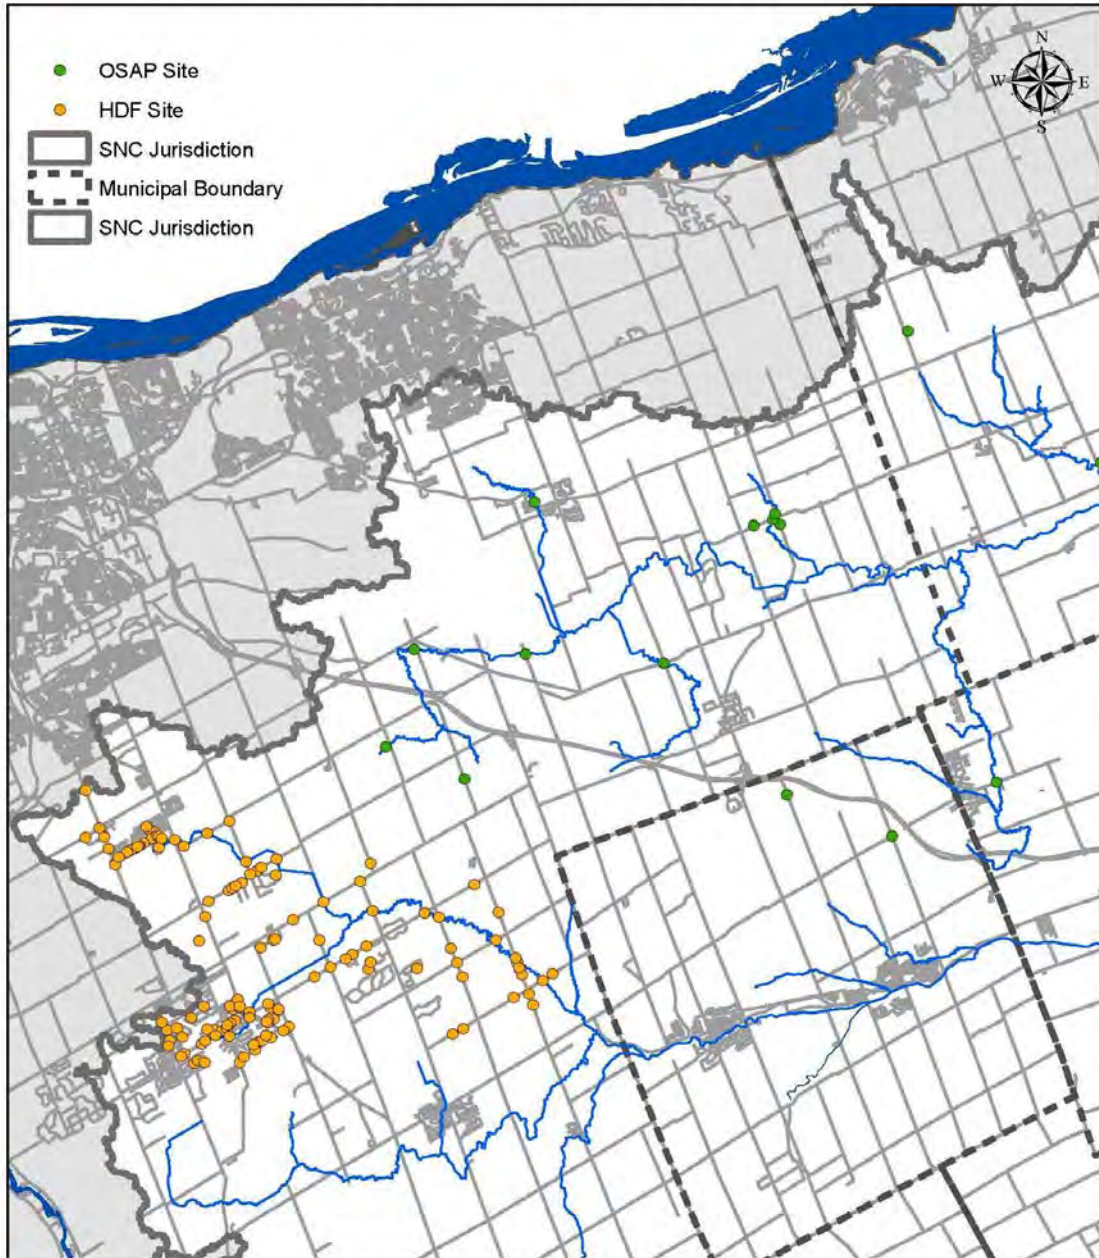 OSAP Site
HDF Site
SNC Jurisdiction
Municipal Boundary
SNC Jurisdiction
N
W
E
S